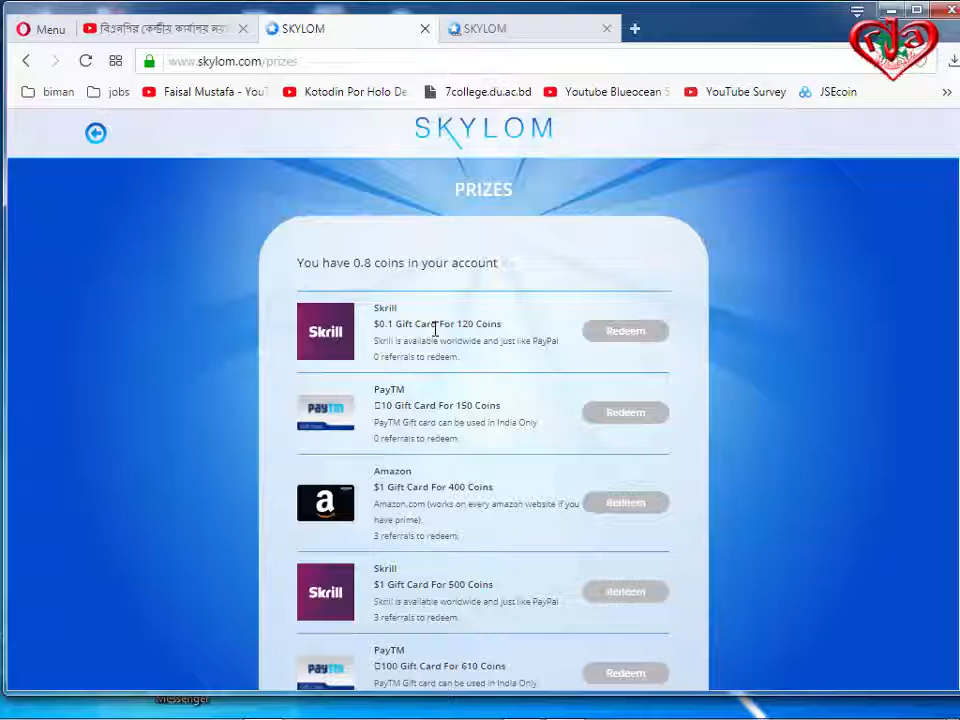 Menu
বিএনপির কেন্দ্রীয় কার্যালয় নয়
SKYLOM
SKYLOM
www.skylom.com/prizes
biman
jobs
Faisal Mustafa - You
Kotodin Por Holo De
7college.du.ac.bd
Youtube Blueocean S
YouTube Survey
JSEcoin
SKYLOM
PRIZES
You have 0.8 coins in your account
Skrill
Skrill
$0.1 Gift Card For 120 Coins
Skrill is available worldwide and just like PayPal
0 referrals to redeem.
Redeem
PayTM
PayTM
10 Gift Card For 150 Coins
PayTM Gift card can be used in India Only
0 referrals to redeem.
Redeem
a
Amazon
$1 Gift Card For 400 Coins
Amazon.com (works on every amazon website if you
have prime).
3 referrals to redeem.
Redeem
Skrill
Skrill
$1 Gift Card For 500 Coins
Skrill is available worldwide and just like PayPal
3 referrals to redeem.
Redeem
PayTM
PayTM
100 Gift Card For 610 Coins
PayTM Gift card can be used in India Only
Redeem
Messenger